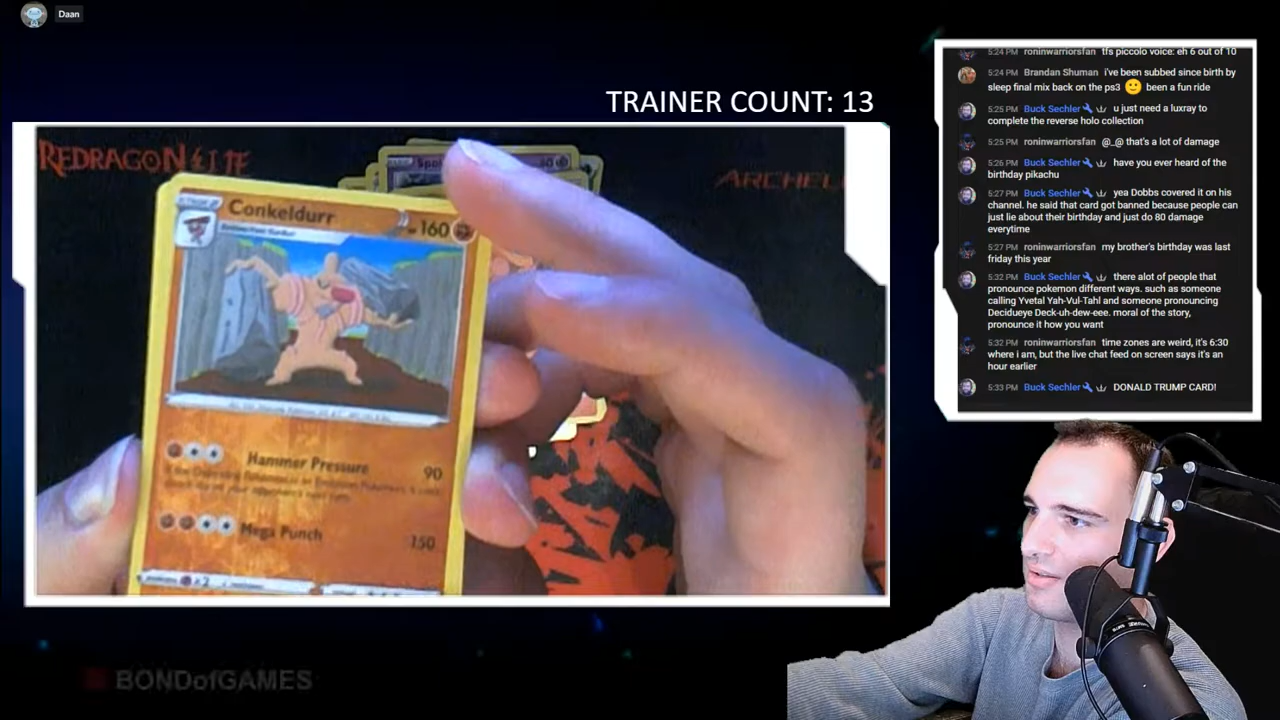 Daan
TRAINER COUNT: 13
REDRAGON ELITE
Conkeldurr
160
Hammer Pressure 90
Mega Punch 150
×2
BONDofGAMES
5:24 PM roninwarriorsfan tfs piccolo voice: eh 6 out of 10
5:24 PM Brandan Shuman i've been subbed since birth by
sleep final mix back on the ps3 🙂 been a fun ride
5:25 PM Buck Sechler u just need a luxray to
complete the reverse holo collection
5:25 PM roninwarriorsfan @_@ that's a lot of damage
5:26 PM Buck Sechler have you ever heard of the
birthday pikachu
5:27 PM Buck Sechler yea Dobbs covered it on his
channel. he said that card got banned because people can
just lie about their birthday and just do 80 damage
everytime
5:27 PM roninwarriorsfan my brother's birthday was last
friday this year
5:32 PM Buck Sechler there alot of people that
pronounce pokemon different ways. such as someone
calling Yvetal Yah-Vul-Tahl and someone pronouncing
Decidueye Deck-uh-dew-eee. moral of the story,
pronounce it how you want
5:32 PM roninwarriorsfan time zones are weird, it's 6:30
where i am, but the live chat feed on screen says it's an
hour earlier
5:33 PM Buck Sechler DONALD TRUMP CARD!